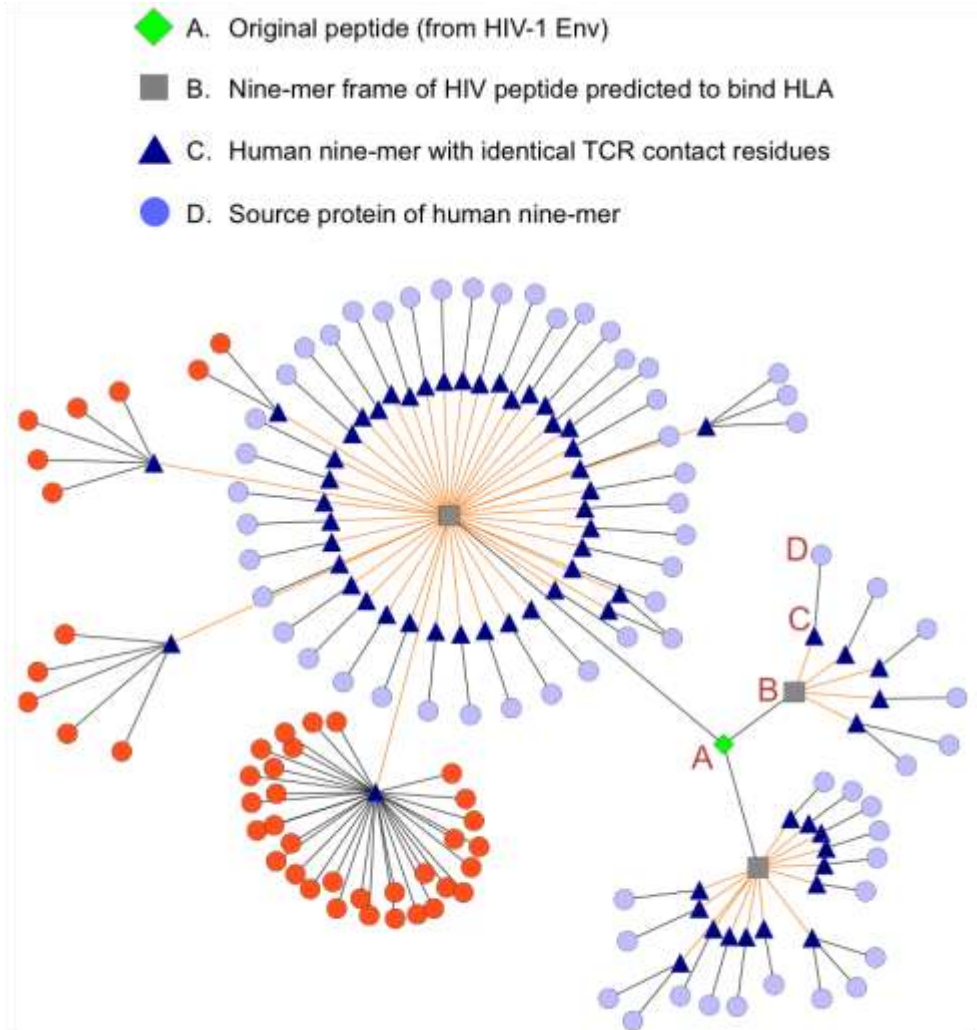 A. Original peptide (from HIV-1 Env)
B. Nine-mer frame of HIV peptide predicted to bind HLA
C. Human nine-mer with identical TCR contact residues
D. Source protein of human nine-mer
D
C
B
A